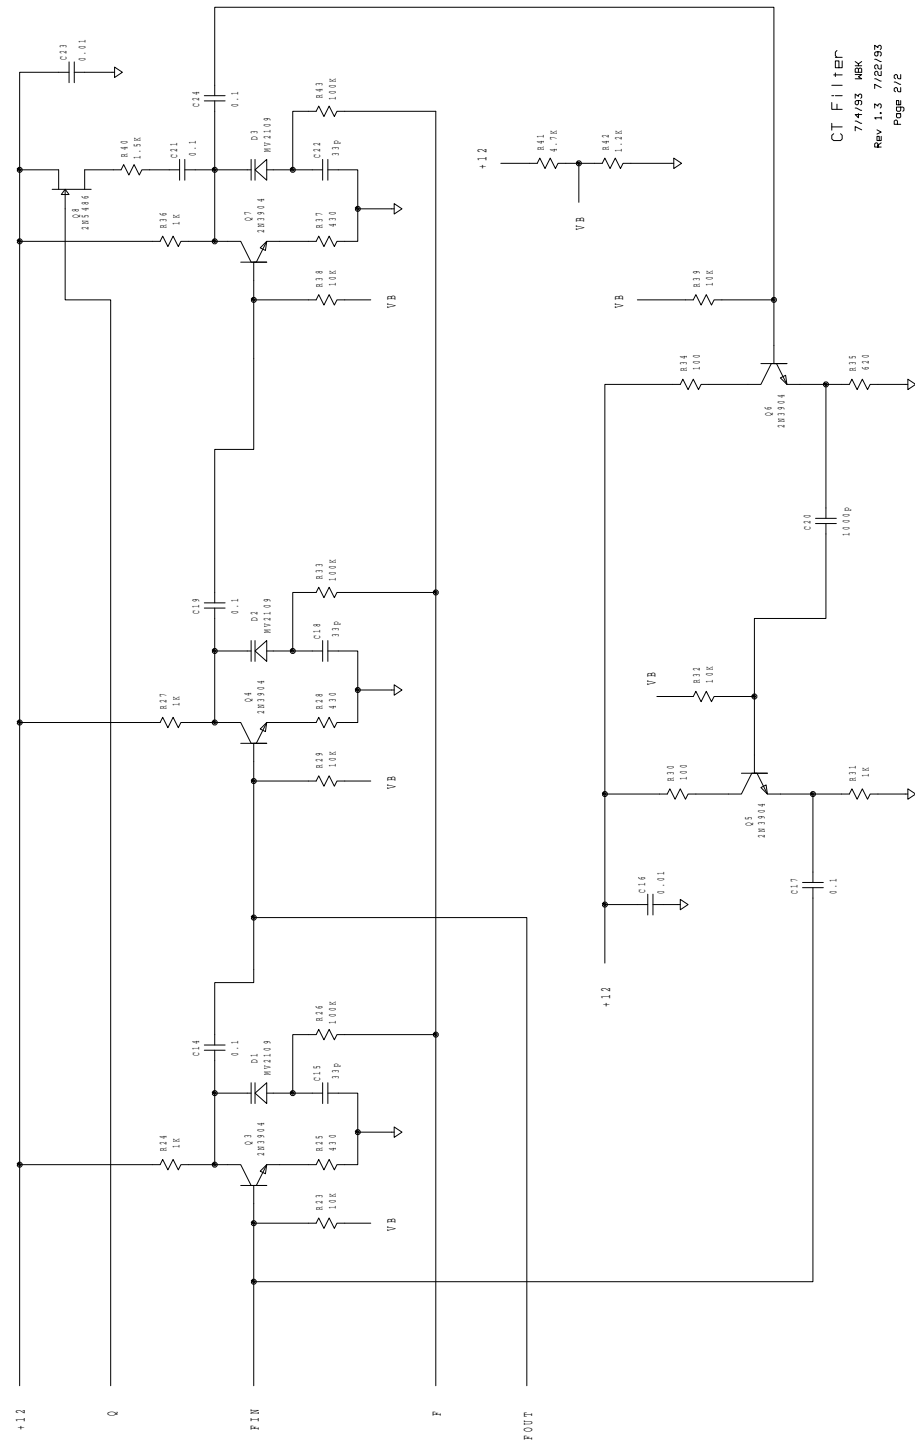 CT Filter
7/4/93 WBK
Rev 1.3 7/22/93
Page 2/2
+12
Q
FIN
F
FOUT
R24
1K
C14
0.1
D1
MV2109
R26
100K
C15
33p
Q3
2N3904
R25
430
R23
10K
VB
R27
1K
C19
0.1
D2
MV2109
R33
100K
C18
33p
Q4
2N3904
R28
430
R29
10K
VB
C23
0.01
Q8
2N5486
R40
1.5K
C21
0.1
R36
1K
C24
0.1
D3
MV2109
R43
100K
C22
33p
Q7
2N3904
R37
430
R38
10K
VB
+12
R41
4.7K
R42
1.2K
VB
+12
C16
0.01
R30
100
Q5
2N3904
R31
1K
C17
0.1
VB
R32
10K
C20
1000p
R34
100
Q6
2N3904
R35
620
VB
R39
10K